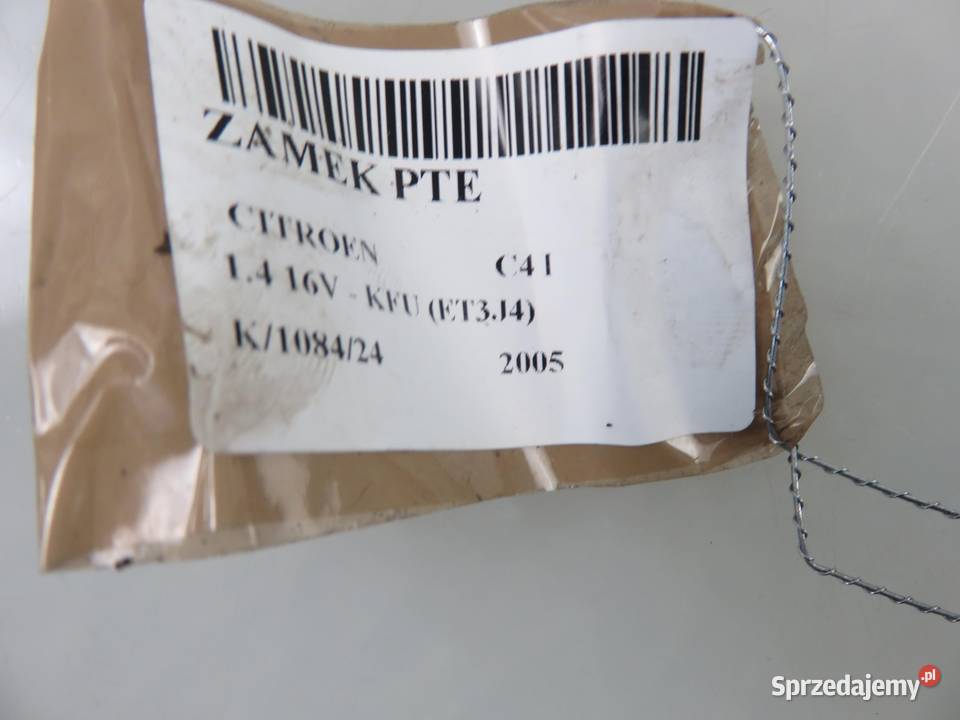 ZAMEK PTE
CITROEN C4 I
1.4 16V - KFU (ET3J4)
K/1084/24 2005
Sprzedajemy.pl